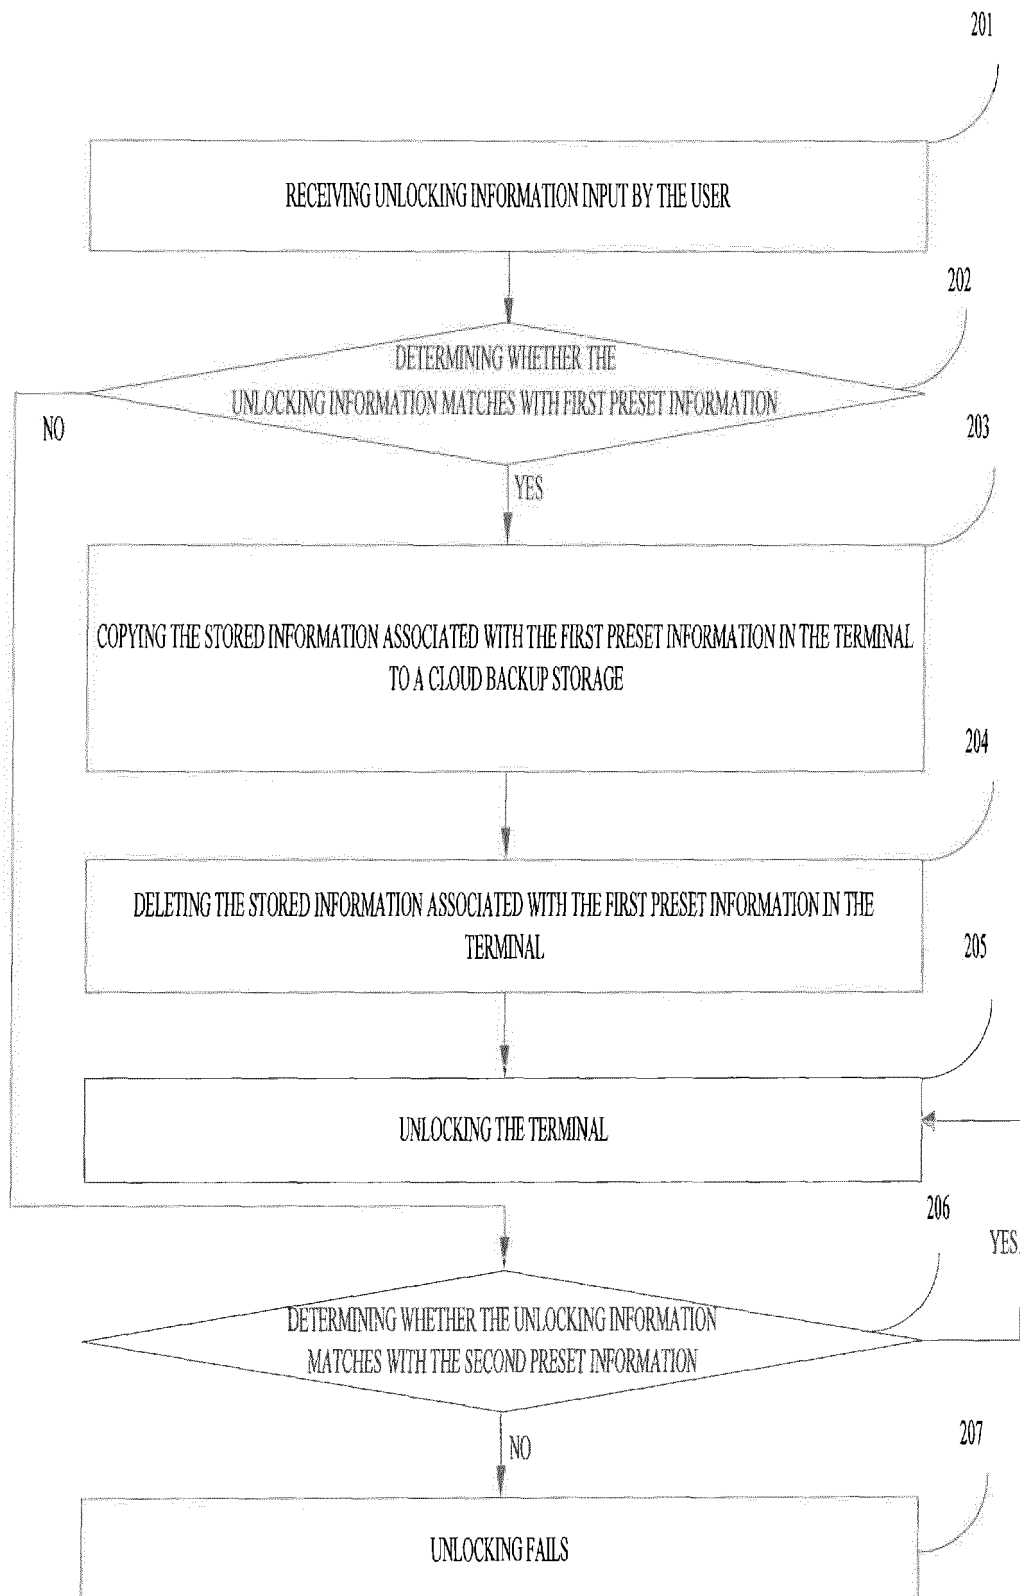 201
RECEIVING UNLOCKING INFORMATION INPUT BY THE USER
202
DETERMINING WHETHER THE
UNLOCKING INFORMATION MATCHES WITH FIRST PRESET INFORMATION
NO
203
YES
COPYING THE STORED INFORMATION ASSOCIATED WITH THE FIRST PRESET INFORMATION IN THE TERMINAL
TO A CLOUD BACKUP STORAGE
204
DELETING THE STORED INFORMATION ASSOCIATED WITH THE FIRST PRESET INFORMATION IN THE
TERMINAL
205
UNLOCKING THE TERMINAL
206
YES
DETERMINING WHETHER THE UNLOCKING INFORMATION
MATCHES WITH THE SECOND PRESET INFORMATION
NO
207
UNLOCKING FAILS